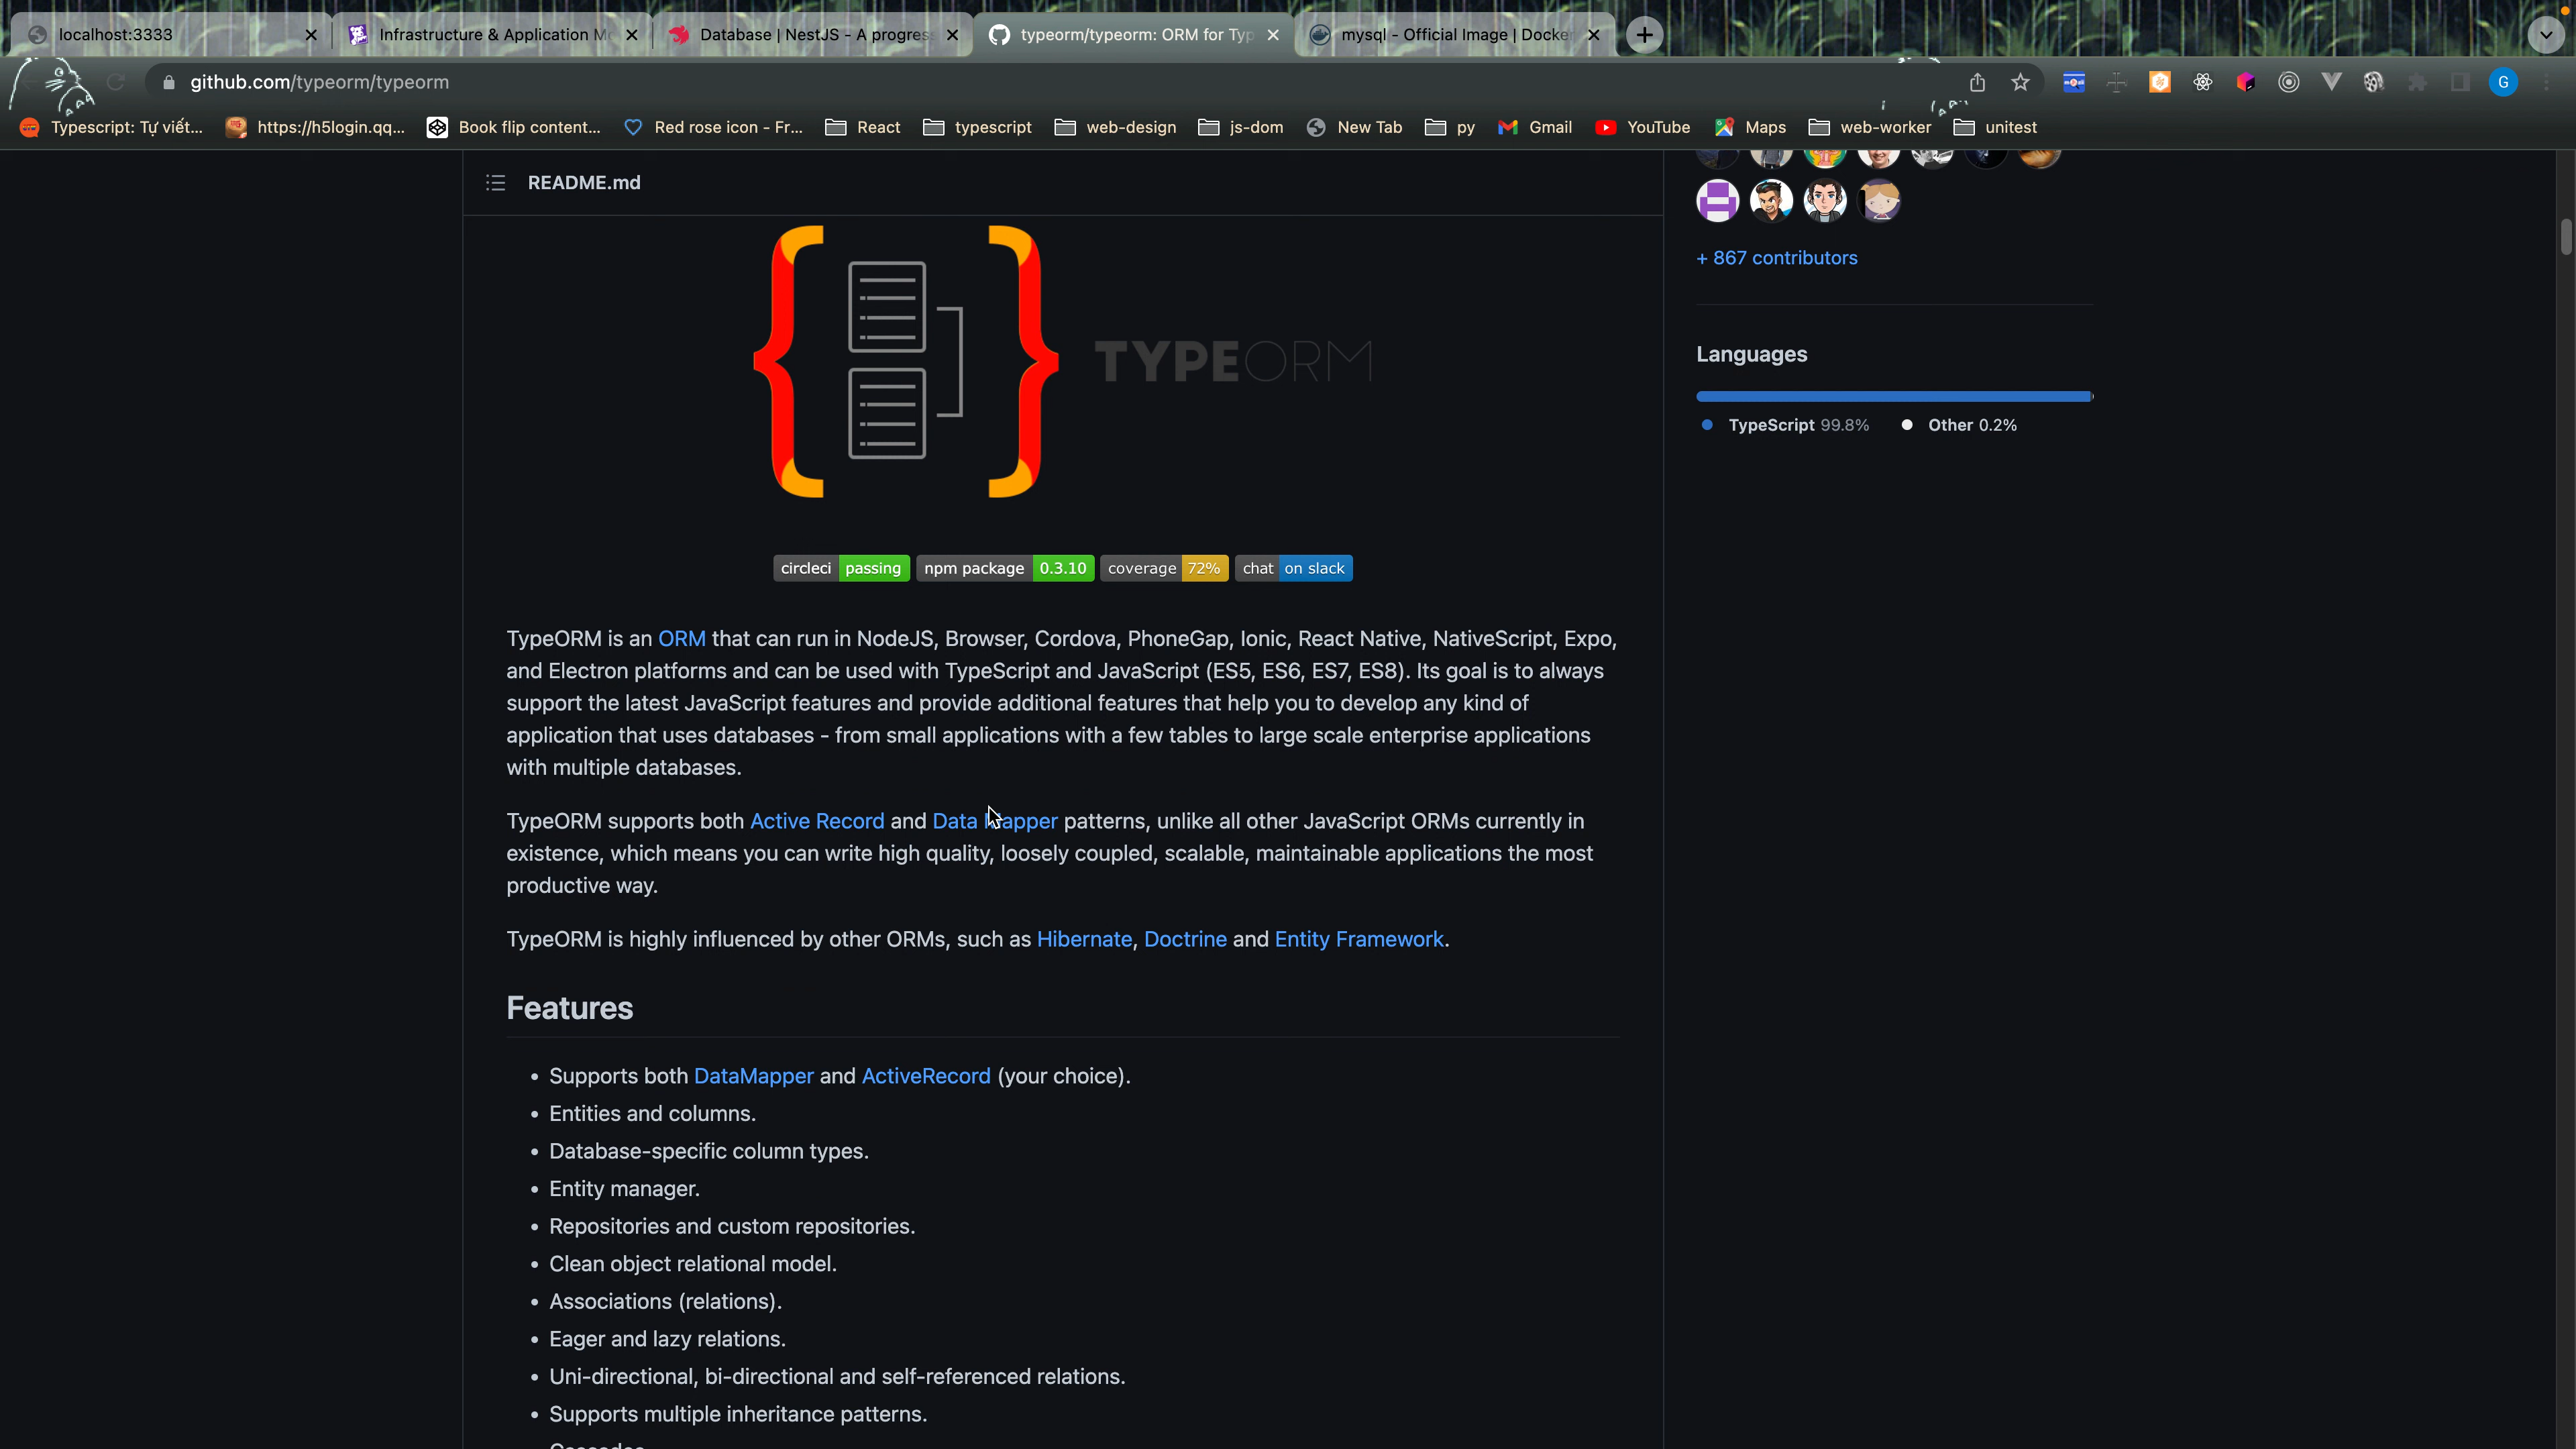 localhost:3333
Infrastructure & Application Mo
Database | NestJS - A progress
typeorm/typeorm: ORM for Typ
mysql - Official Image | Docker
github.com/typeorm/typeorm
G
Typescript: Tự viết...
https://h5login.qq...
Book flip content...
Red rose icon - Fr...
React
typescript
web-design
js-dom
New Tab
py
Gmail
YouTube
Maps
web-worker
unitest
README.md
TYPEORM
circleci passing
npm package 0.3.10
coverage 72%
chat on slack
TypeORM is an ORM that can run in NodeJS, Browser, Cordova, PhoneGap, Ionic, React Native, NativeScript, Expo,
and Electron platforms and can be used with TypeScript and JavaScript (ES5, ES6, ES7, ES8). Its goal is to always
support the latest JavaScript features and provide additional features that help you to develop any kind of
application that uses databases - from small applications with a few tables to large scale enterprise applications
with multiple databases.
TypeORM supports both Active Record and Data Mapper patterns, unlike all other JavaScript ORMs currently in
existence, which means you can write high quality, loosely coupled, scalable, maintainable applications the most
productive way.
TypeORM is highly influenced by other ORMs, such as Hibernate, Doctrine and Entity Framework.
Features
• Supports both DataMapper and ActiveRecord (your choice).
• Entities and columns.
• Database-specific column types.
• Entity manager.
• Repositories and custom repositories.
• Clean object relational model.
• Associations (relations).
• Eager and lazy relations.
• Uni-directional, bi-directional and self-referenced relations.
• Supports multiple inheritance patterns.
+ 867 contributors
Languages
TypeScript 99.8%
Other 0.2%